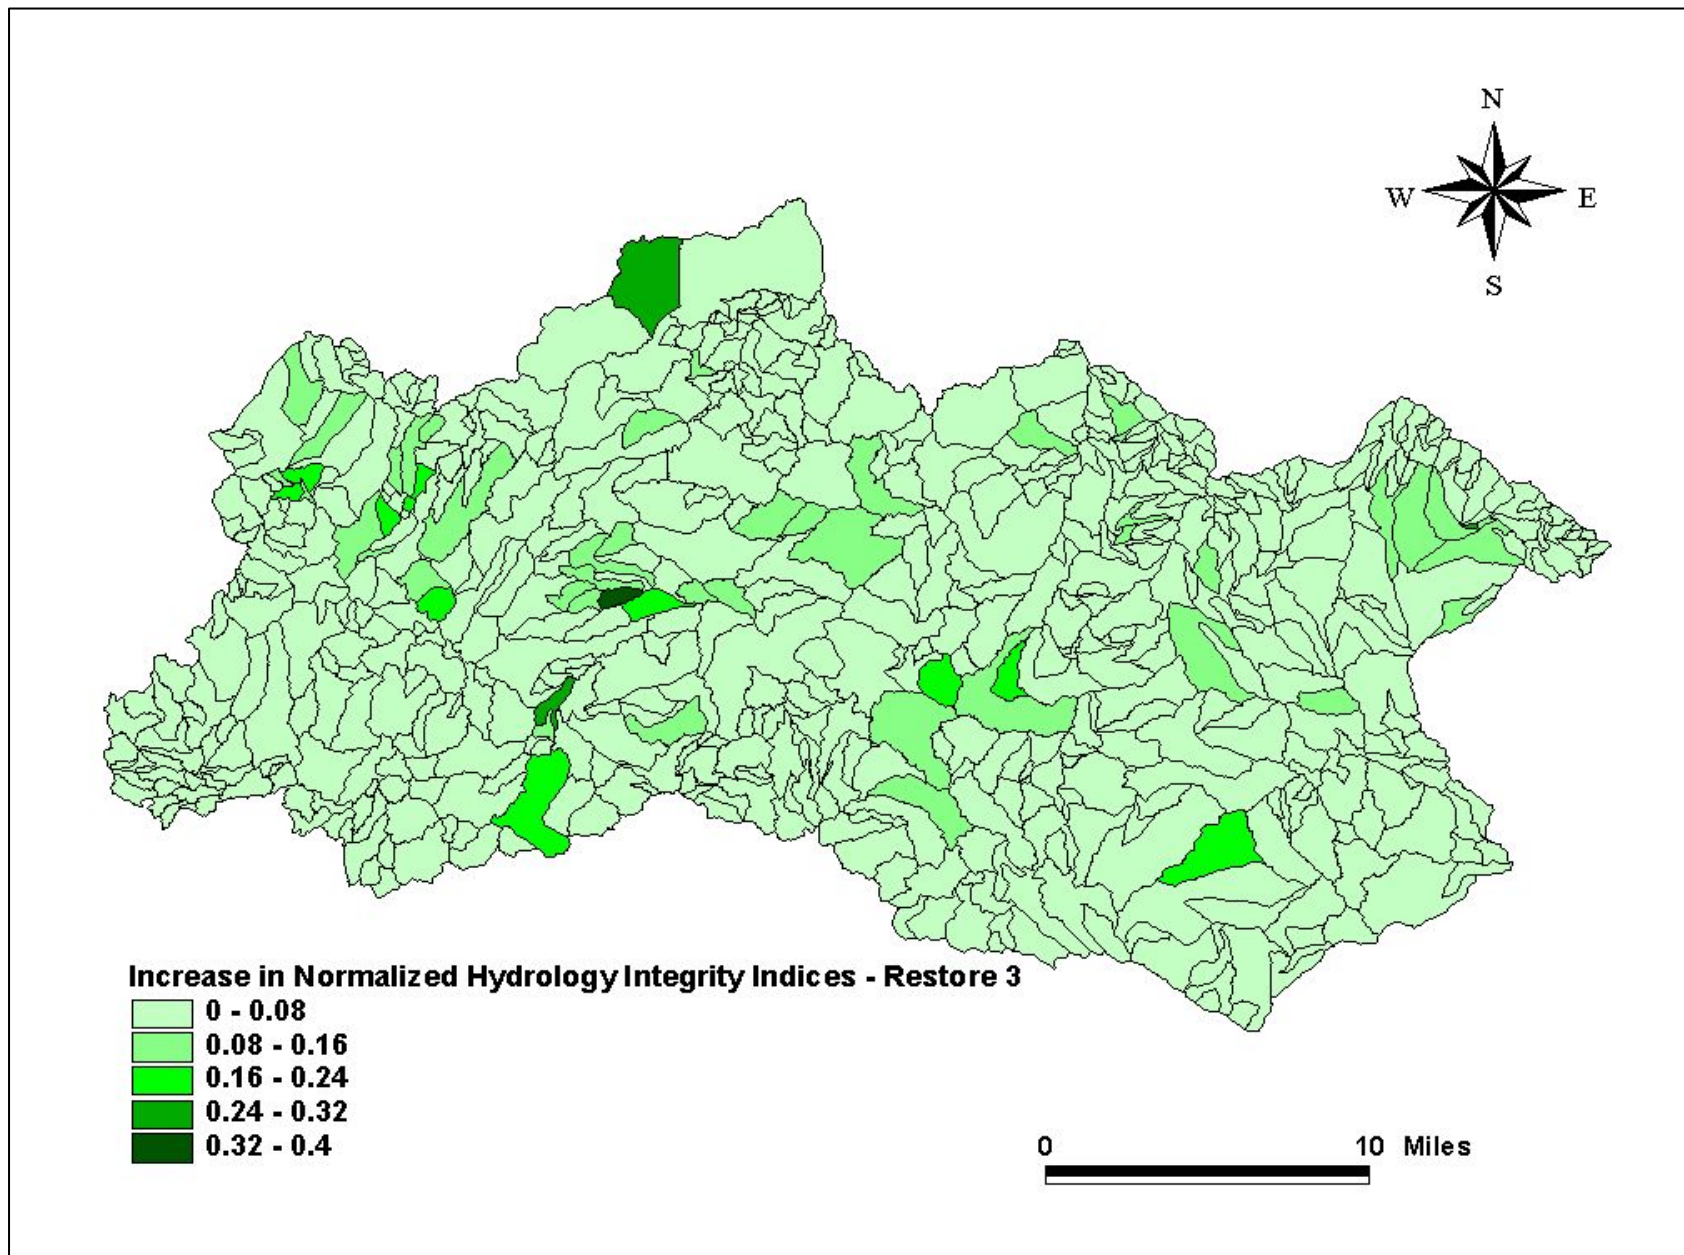 N
W E
S
Increase in Normalized Hydrology Integrity Indices - Restore 3
0 - 0.08
0.08 - 0.16
0.16 - 0.24
0.24 - 0.32
0.32 - 0.4
0 10 Miles